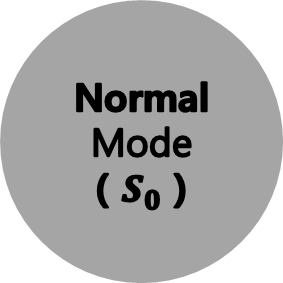 Normal
Mode
( S₀ )